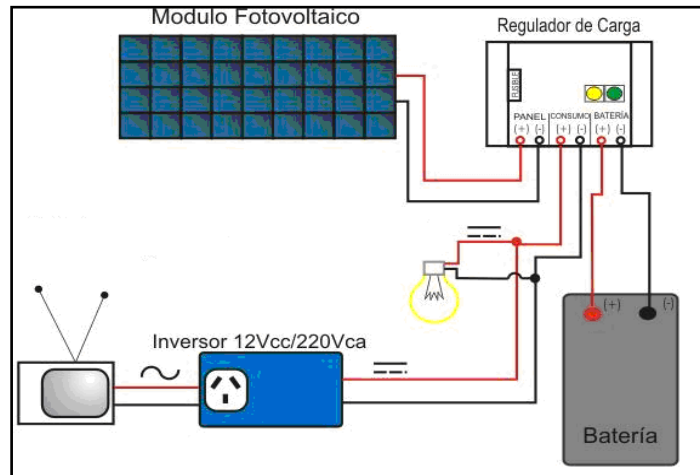 Modulo Fotovoltaico
Regulador de Carga
FUSIBLE
PANEL CONSUMO BATERÍA
(+) (-) (+) (-) (+) (-)
(+) (-)
Inversor 12Vcc/220Vca
Batería